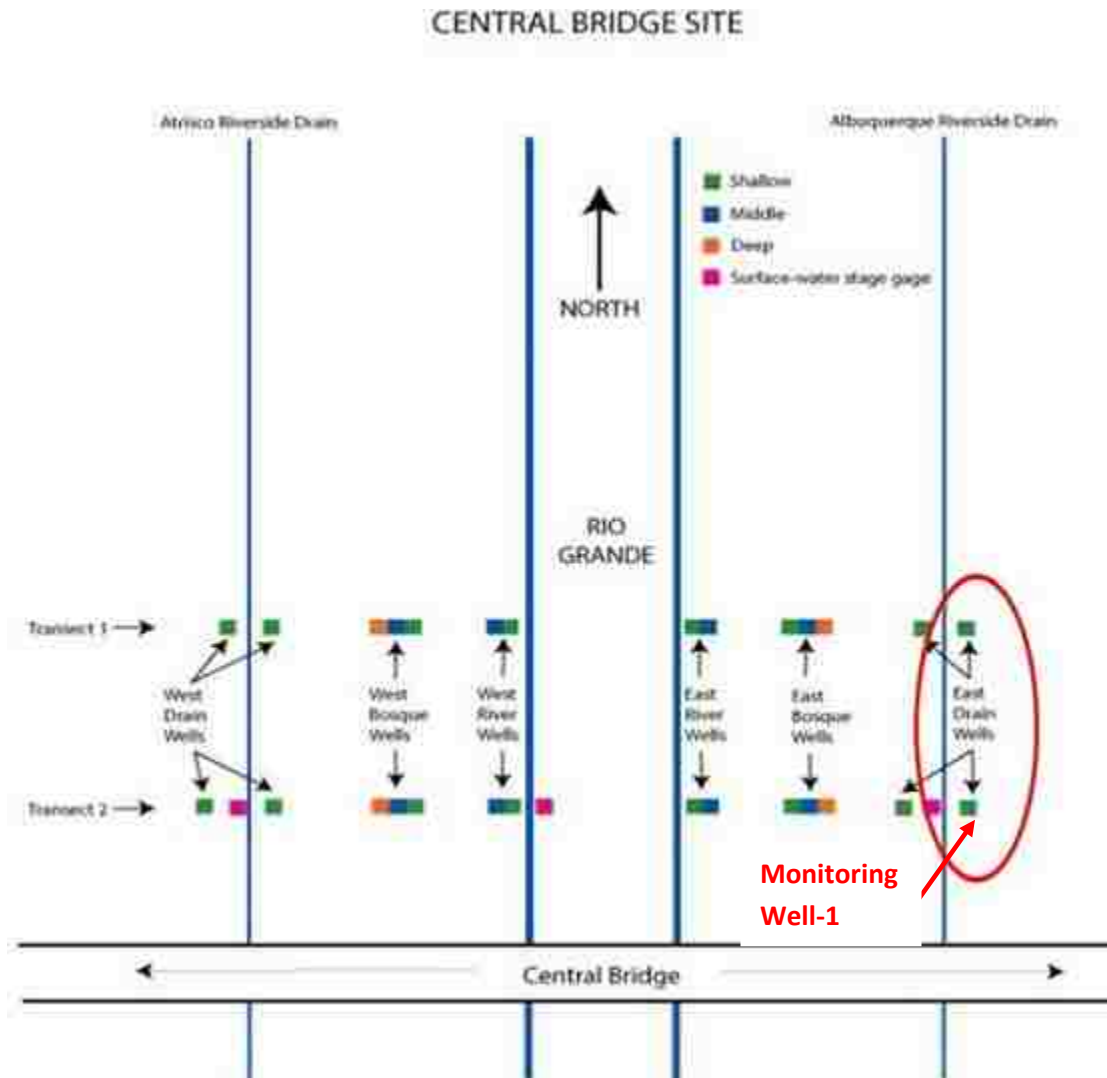 CENTRAL BRIDGE SITE
Atrisco Riverside Drain
Albuquerque Riverside Drain
Shallow
Middle
Deep
Surface-water stage gage
NORTH
RIO
GRANDE
Transect 1
West
Drain
Wells
West
Bosque
Wells
West
River
Wells
East
River
Wells
East
Bosque
Wells
East
Drain
Wells
Transect 2
Monitoring
Well-1
Central Bridge